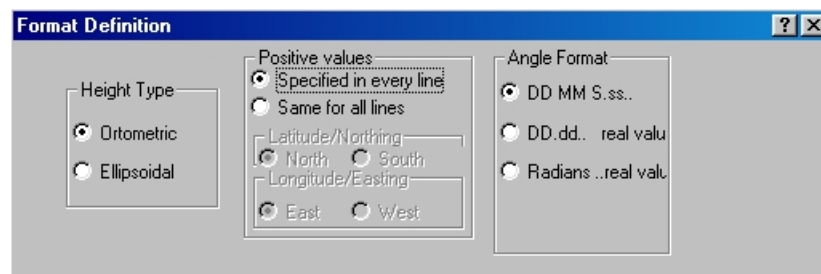 Format Definition
Height Type
Ortometric
Ellipsoidal
Positive values
Specified in every line
Same for all lines
Latitude/Northing
North South
Longitude/Easting
East West
Angle Format
DD MM S.ss..
DD.dd.. real valu
Radians ..real valu